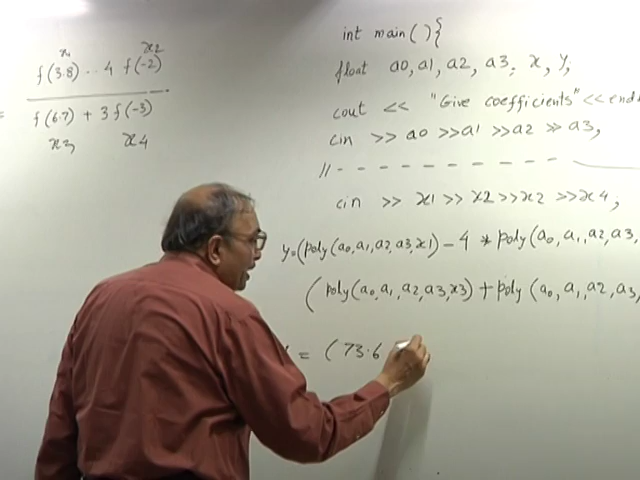 x1 x2
f(3.8) - - 4 f(-2)
=
f(6.7) + 3 f(-3)
x3 x4
int main(){
float a0, a1, a2, a3, x, y;
cout << "Give coefficients" << end
cin >> a0 >>a1 >>a2 >> a3,
// - - - - - - - - - -
cin >> x1 >> x2 >>x2 >>x4,
y=(poly(a0,a1,a2,a3,x1) - 4 * poly(a0, a1, a2, a3,
(poly(a0,a1,a2,a3,x3) + poly (a0, a1, a2, a3,
= (73.6